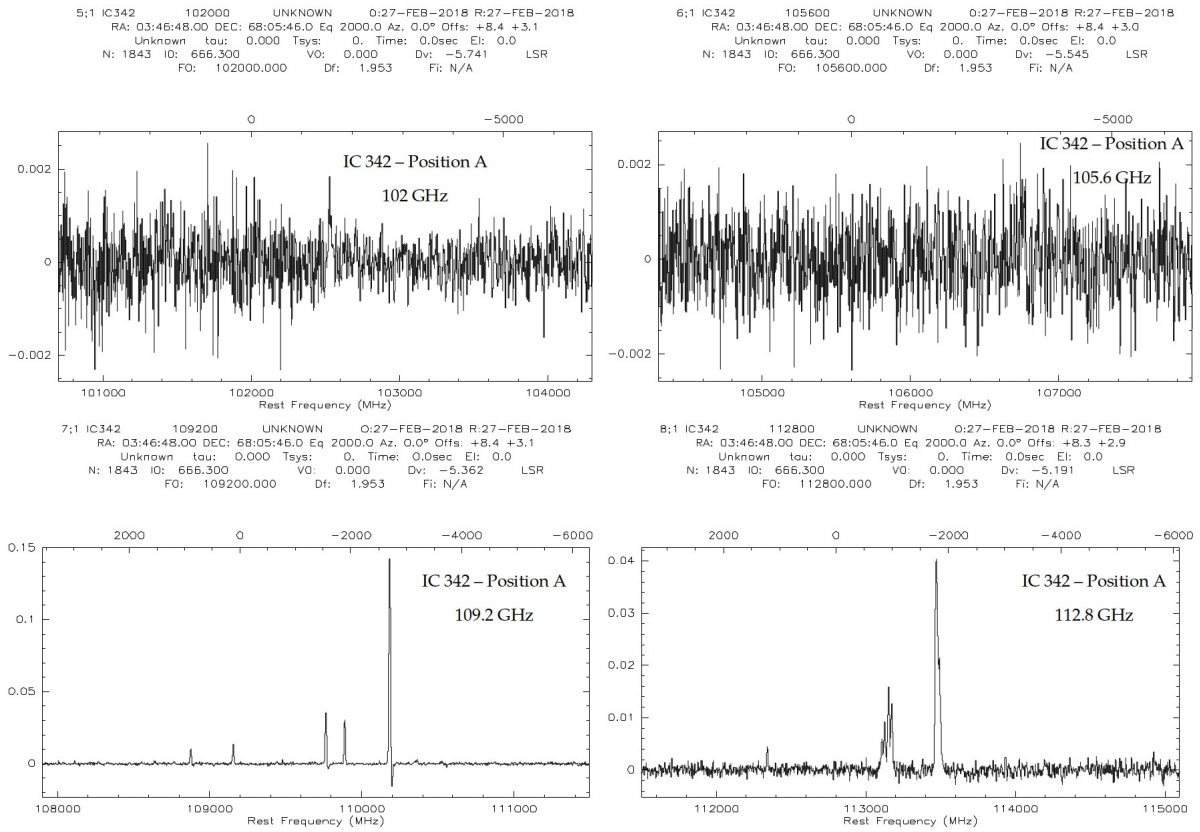 5;1 IC342 102000 UNKNOWN O:27-FEB-2018 R:27-FEB-2018
RA: 03:46:48.00 DEC: 68:05:46.0 Eq 2000.0 Az. 0.0° Offs: +8.4 +3.1
Unknown tau: 0.000 Tsys: 0. Time: 0.0sec El: 0.0
N: 1843 I0: 666.300 V0: 0.000 Dv: -5.741 LSR
F0: 102000.000 Df: 1.953 Fi: N/A
0 -5000
IC 342 – Position A
102 GHz
0.002
0
-0.002
101000 102000 103000 104000
Rest Frequency (MHz)
6;1 IC342 105600 UNKNOWN O:27-FEB-2018 R:27-FEB-2018
RA: 03:46:48.00 DEC: 68:05:46.0 Eq 2000.0 Az. 0.0° Offs: +8.4 +3.0
Unknown tau: 0.000 Tsys: 0. Time: 0.0sec El: 0.0
N: 1843 I0: 666.300 V0: 0.000 Dv: -5.545 LSR
F0: 105600.000 Df: 1.953 Fi: N/A
0 -5000
IC 342 – Position A
105.6 GHz
0.002
0
-0.002
105000 106000 107000
Rest Frequency (MHz)
7;1 IC342 109200 UNKNOWN O:27-FEB-2018 R:27-FEB-2018
RA: 03:46:48.00 DEC: 68:05:46.0 Eq 2000.0 Az. 0.0° Offs: +8.4 +3.1
Unknown tau: 0.000 Tsys: 0. Time: 0.0sec El: 0.0
N: 1843 I0: 666.300 V0: 0.000 Dv: -5.362 LSR
F0: 109200.000 Df: 1.953 Fi: N/A
2000 0 -2000 -4000 -6000
IC 342 – Position A
109.2 GHz
0.15
0.1
0.05
0
108000 109000 110000 111000
Rest Frequency (MHz)
8;1 IC342 112800 UNKNOWN O:27-FEB-2018 R:27-FEB-2018
RA: 03:46:48.00 DEC: 68:05:46.0 Eq 2000.0 Az. 0.0° Offs: +8.3 +2.9
Unknown tau: 0.000 Tsys: 0. Time: 0.0sec El: 0.0
N: 1843 I0: 666.300 V0: 0.000 Dv: -5.191 LSR
F0: 112800.000 Df: 1.953 Fi: N/A
2000 0 -2000 -4000 -6000
IC 342 – Position A
112.8 GHz
0.04
0.03
0.02
0.01
0
112000 113000 114000 115000
Rest Frequency (MHz)